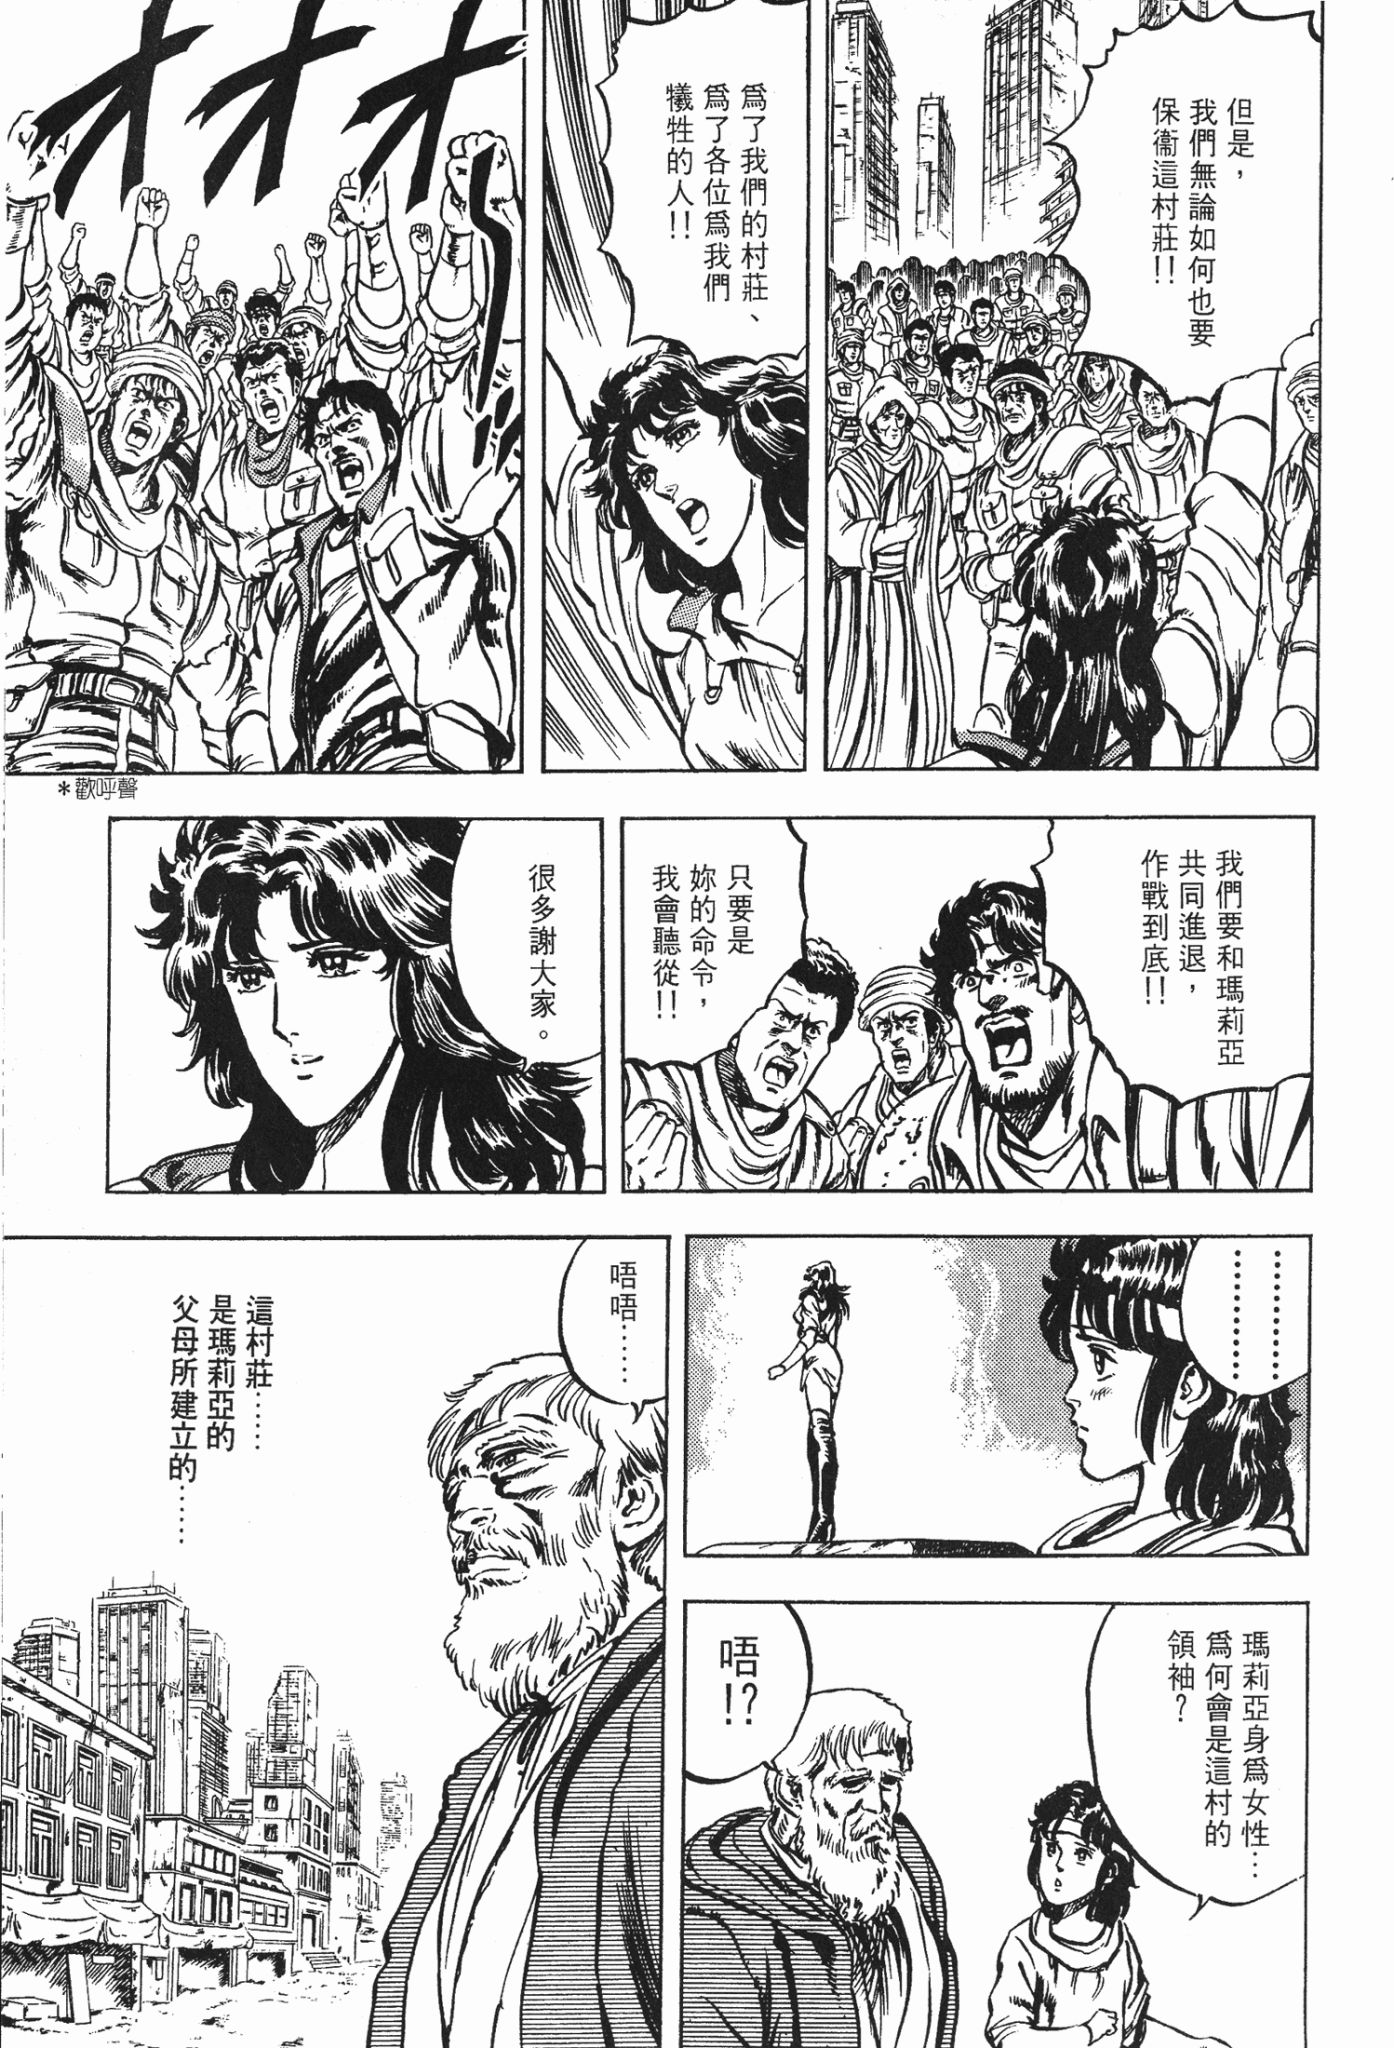 但是，
我們無論如何也要
保衞這村莊!!
爲了我們的村莊、
爲了各位爲我們
犧牲的人!!
オオオ
＊歡呼聲
我們要和瑪莉亞
共同進退，
作戰到底!!
只要是
妳的命令，
我會聽從!!
很多謝大家。
…………
…………
瑪莉亞身爲女性…
爲何會是這村的
領袖？
唔!?
唔唔……
這村莊……
是瑪莉亞的
父母所建立的……